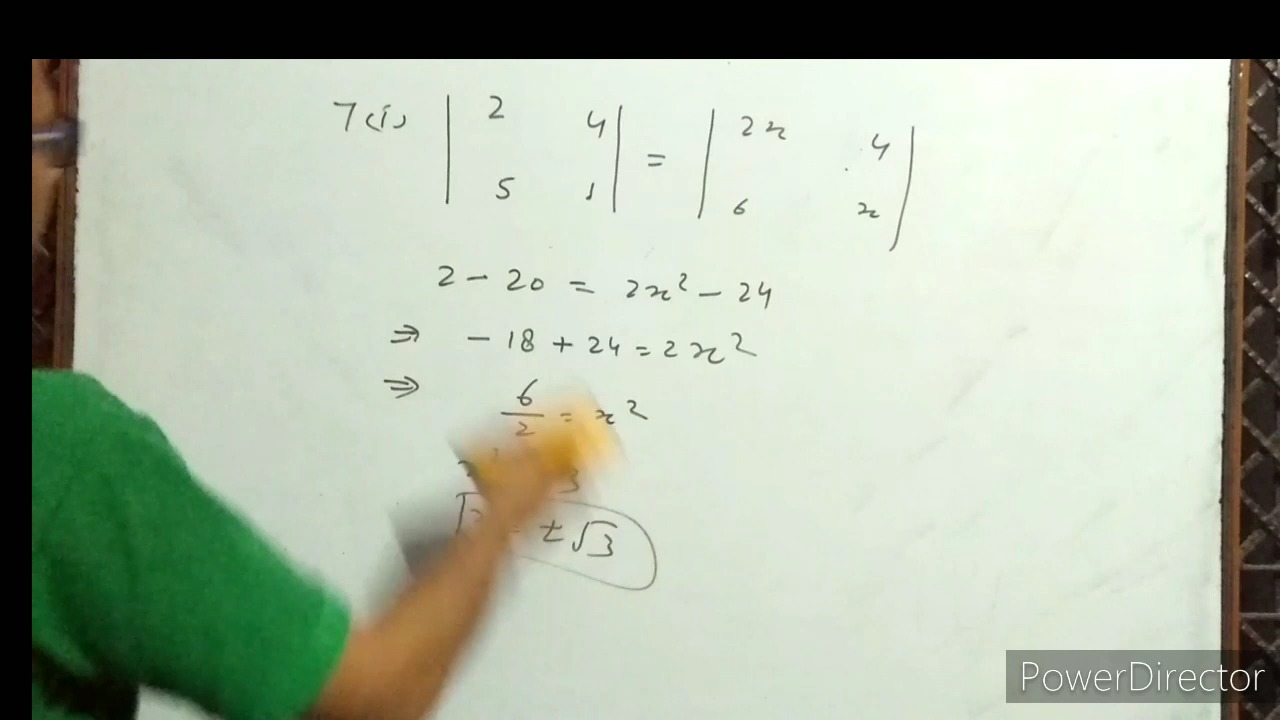 7(i) | 2 4 | = | 2x 4 |
| 5 1 | | 6 x |
2 - 20 = 2x² - 24
⇒ - 18 + 24 = 2x²
⇒ 6/2 = x²
3
± √3
PowerDirector